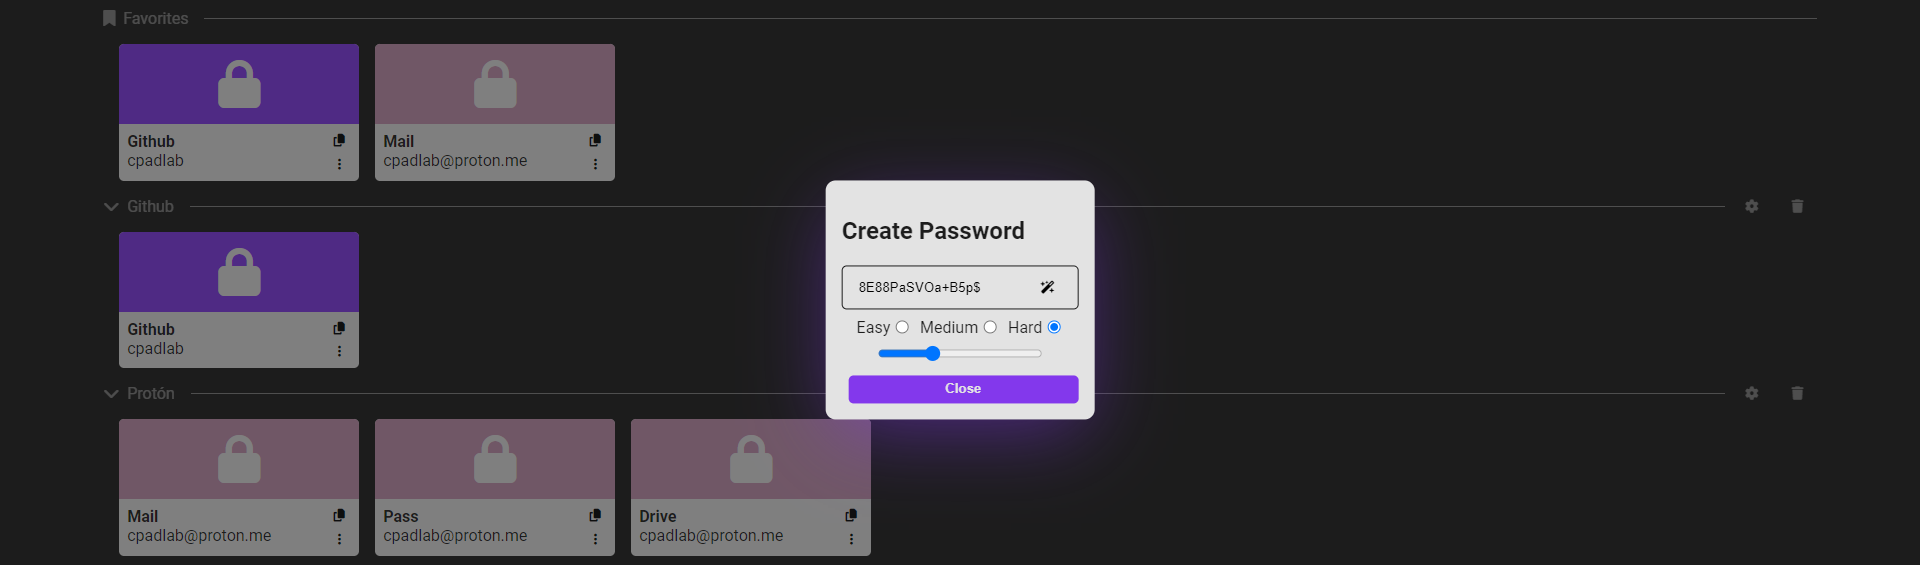 Favorites
Github
cpadlab
Mail
cpadlab@proton.me
Github
Github
cpadlab
Protón
Mail
cpadlab@proton.me
Pass
cpadlab@proton.me
Drive
cpadlab@proton.me
Create Password
8E88PaSVOa+B5p$
Easy Medium Hard
Close